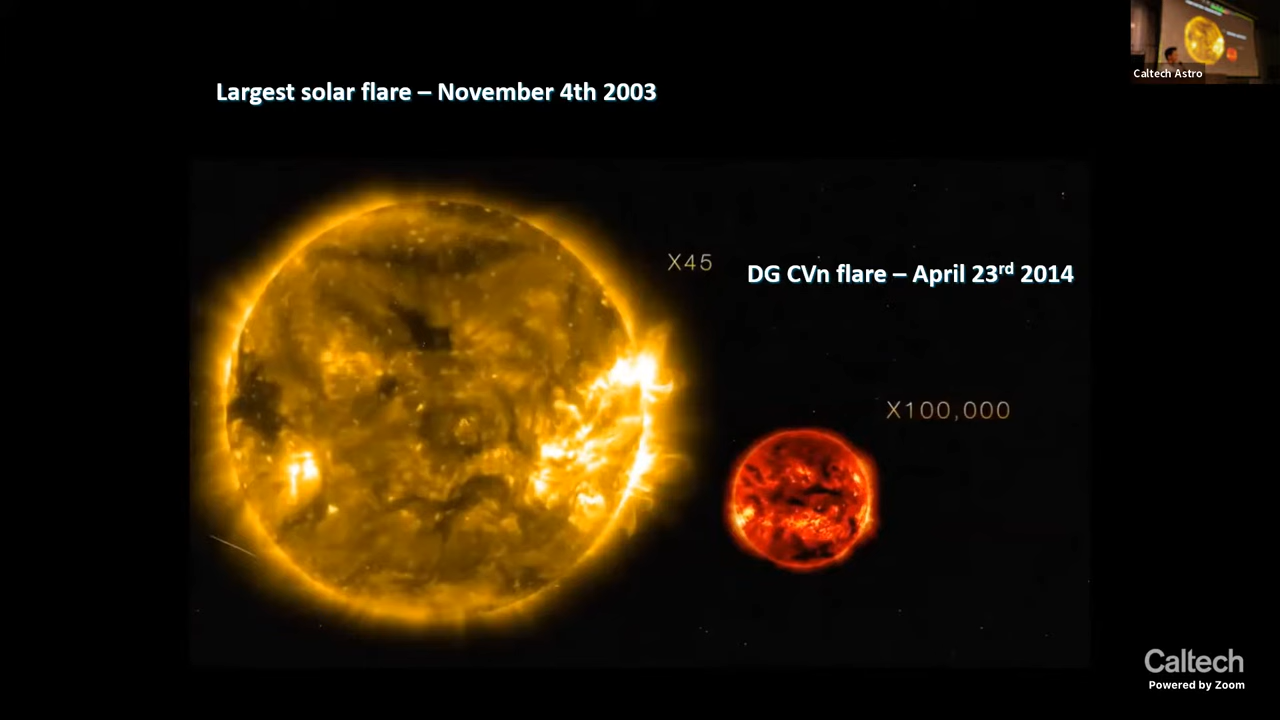 Caltech Astro
Largest solar flare – November 4th 2003
X45
DG CVn flare – April 23rd 2014
X100,000
Caltech
Powered by Zoom